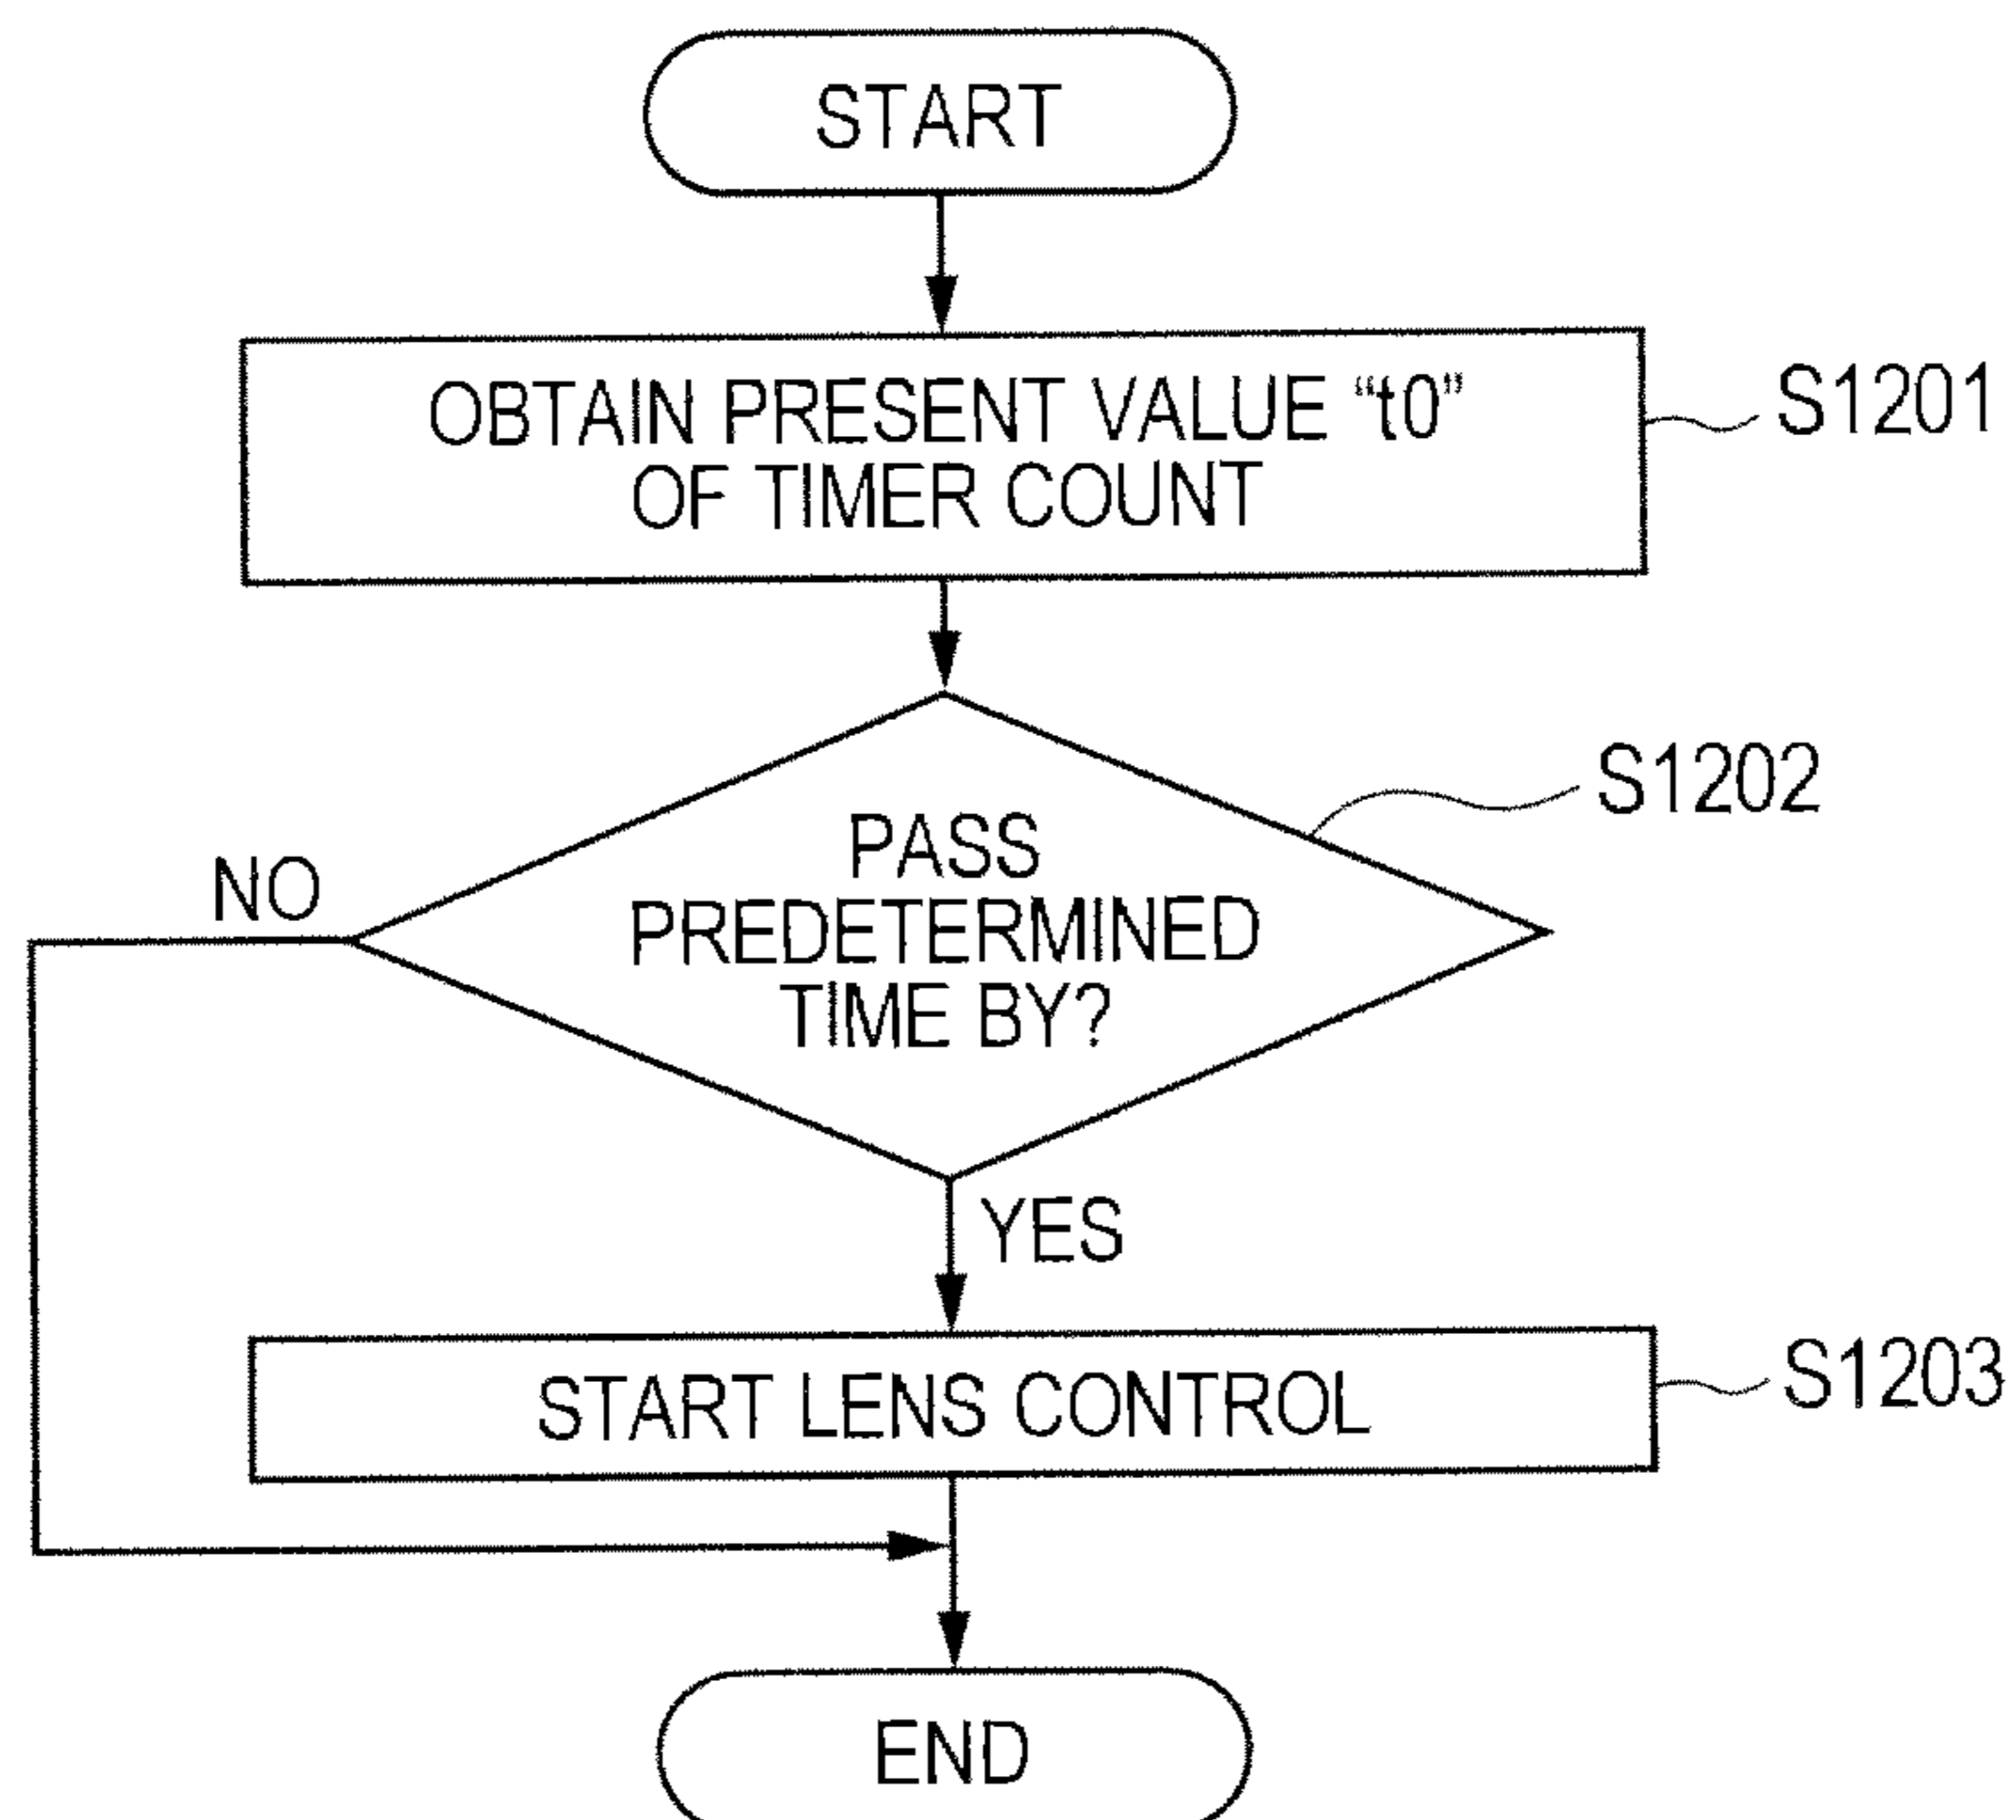 START
OBTAIN PRESENT VALUE “t0”
OF TIMER COUNT
S1201
S1202
PASS
PREDETERMINED
TIME BY?
NO
YES
START LENS CONTROL
S1203
END